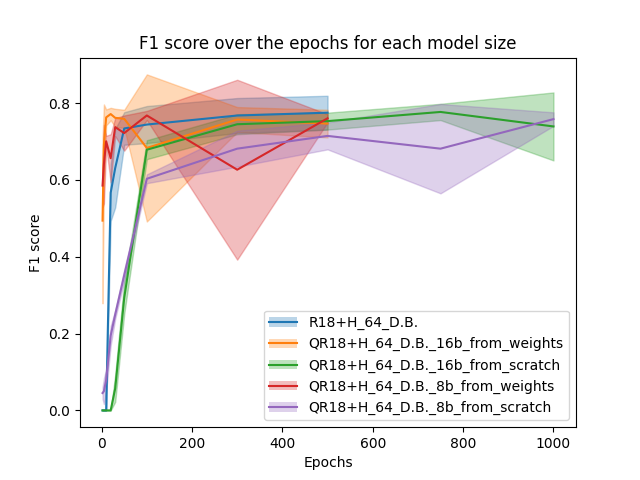 F1 score over the epochs for each model size
F1 score
0.8
0.6
0.4
0.2
0.0
R18+H_64_D.B.
QR18+H_64_D.B._16b_from_weights
QR18+H_64_D.B._16b_from_scratch
QR18+H_64_D.B._8b_from_weights
QR18+H_64_D.B._8b_from_scratch
0 200 400 600 800 1000
Epochs